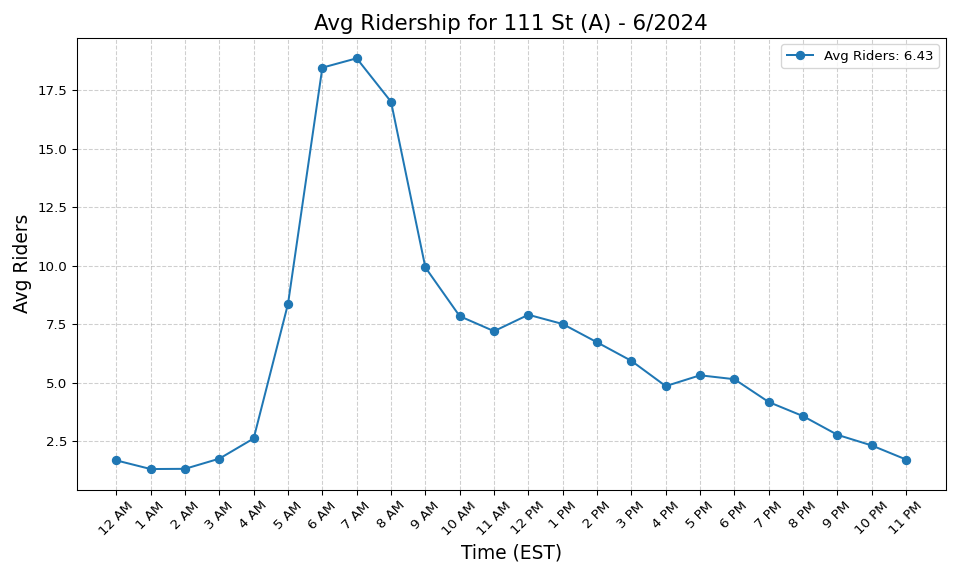 Avg Ridership for 111 St (A) - 6/2024
Avg Riders: 6.43
Avg Riders
17.5
15.0
12.5
10.0
7.5
5.0
2.5
12 AM
1 AM
2 AM
3 AM
4 AM
5 AM
6 AM
7 AM
8 AM
9 AM
10 AM
11 AM
12 PM
1 PM
2 PM
3 PM
4 PM
5 PM
6 PM
7 PM
8 PM
9 PM
10 PM
11 PM
Time (EST)